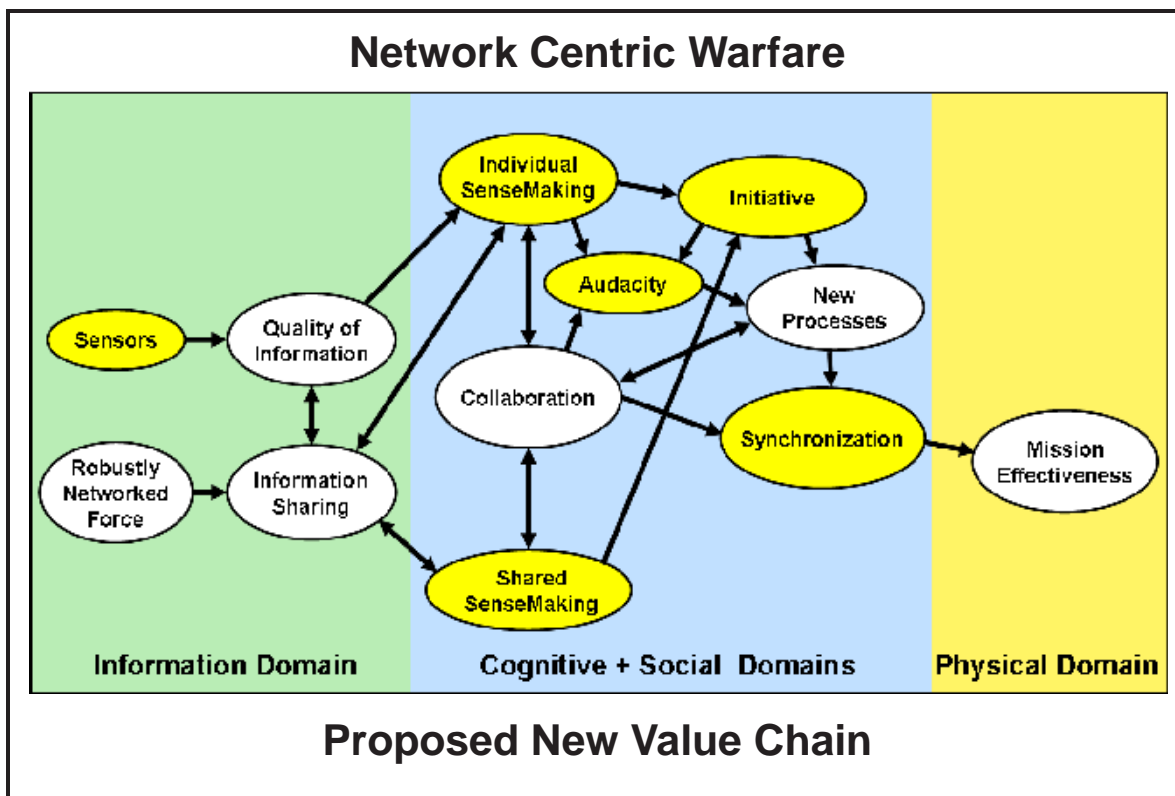 Network Centric Warfare
Individual
SenseMaking
Initiative
Audacity
New
Processes
Sensors
Quality of
Information
Collaboration
Synchronization
Mission
Effectiveness
Robustly
Networked
Force
Information
Sharing
Shared
SenseMaking
Information Domain
Cognitive + Social Domains
Physical Domain
Proposed New Value Chain